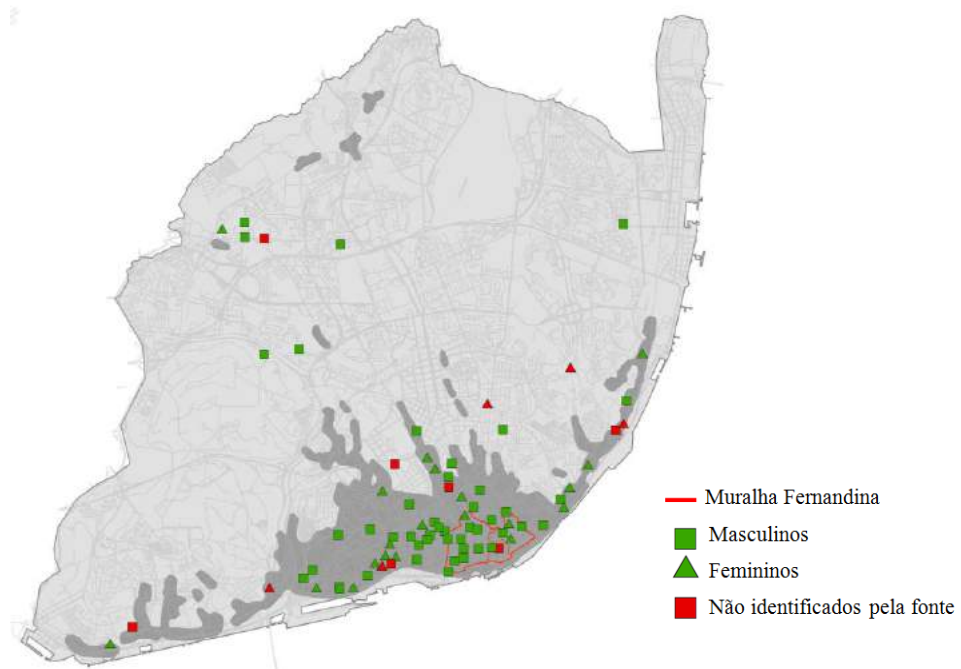 Muralha Fernandina
Masculinos
Femininos
Não identificados pela fonte